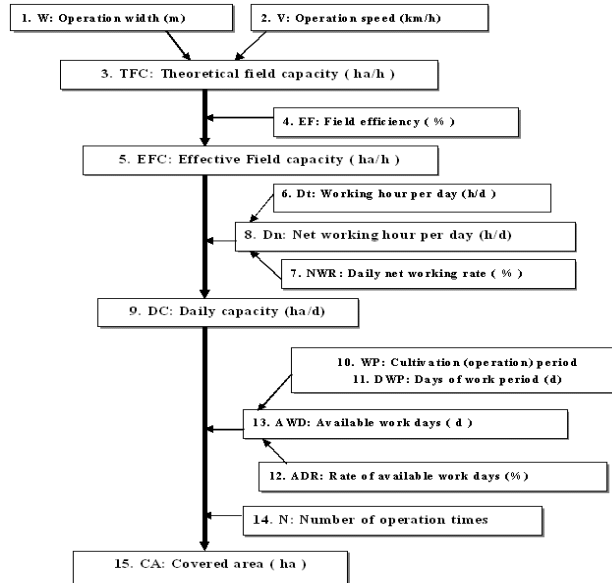 1. W: Operation width (m)
2. V: Operation speed (km/h)
3. TFC: Theoretical field capacity ( ha/h )
4. EF: Field efficiency ( % )
5. EFC: Effective Field capacity ( ha/h )
6. Dt: Working hour per day (h/d)
8. Dn: Net working hour per day (h/d)
7. NWR: Daily net working rate ( % )
9. DC: Daily capacity (ha/d)
10. WP: Cultivation (operation) period
11. DWP: Days of work period (d)
13. AWD: Available work days ( d )
12. ADR: Rate of available work days (%)
14. N: Number of operation times
15. CA: Covered area ( ha )